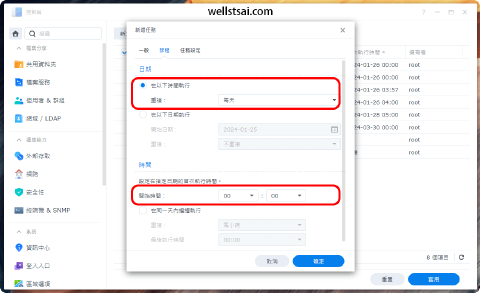 wellstsai.com
控制台
搜尋
新增任務
一般
排程
任務設定
日期
在以下時間執行
重複：
每天
在以下日期執行
開始日期：
2024-01-25
重複：
不重複
時間
設定在指定日期的首次執行時間。
開始時間：
00
:
00
在同一天內繼續執行
重複：
每小時
最後執行時間
00:00
取消
確定
檔案分享
共用資料夾
檔案服務
使用者 & 群組
網域 / LDAP
連線能力
外部存取
網路
安全性
終端機 & SNMP
系統
資訊中心
登入入口
區域選項
執行時間
擁有者
24-01-26 00:00
root
24-01-26 00:00
root
24-01-26 03:57
root
24-01-26 04:00
root
24-01-28 05:00
root
24-03-30 00:00
root
root
root
8 個項目
重置
套用